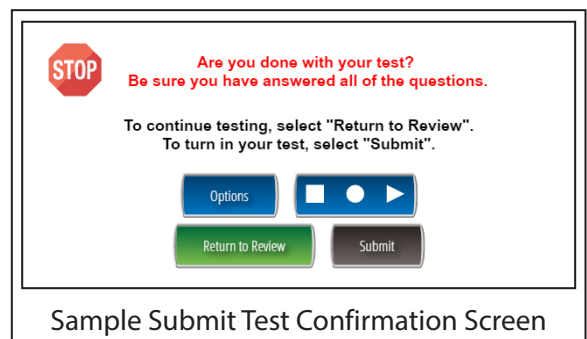 STOP
Are you done with your test?
Be sure you have answered all of the questions.
To continue testing, select "Return to Review".
To turn in your test, select "Submit".
Options
Return to Review
Submit
Sample Submit Test Confirmation Screen